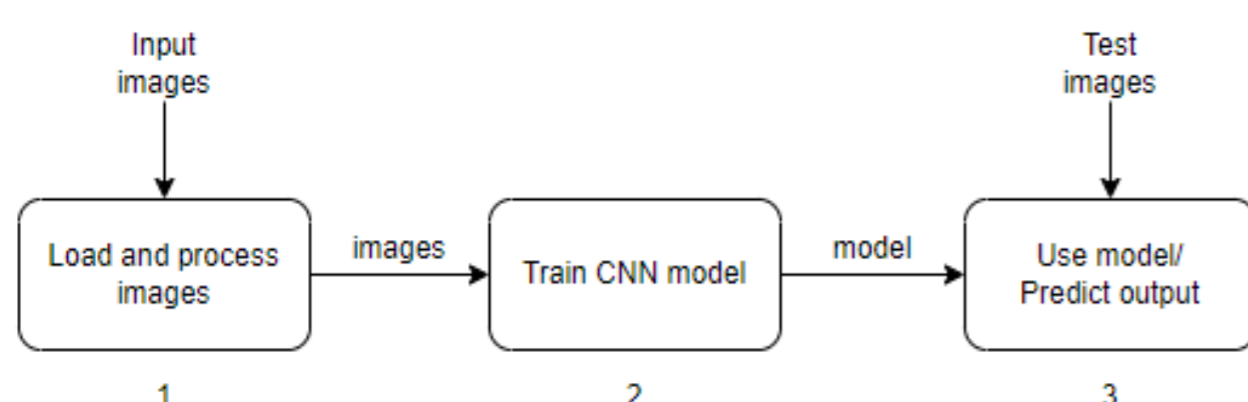 Input
images
Test
images
Load and process
images
images
Train CNN model
model
Use model/
Predict output
1
2
3